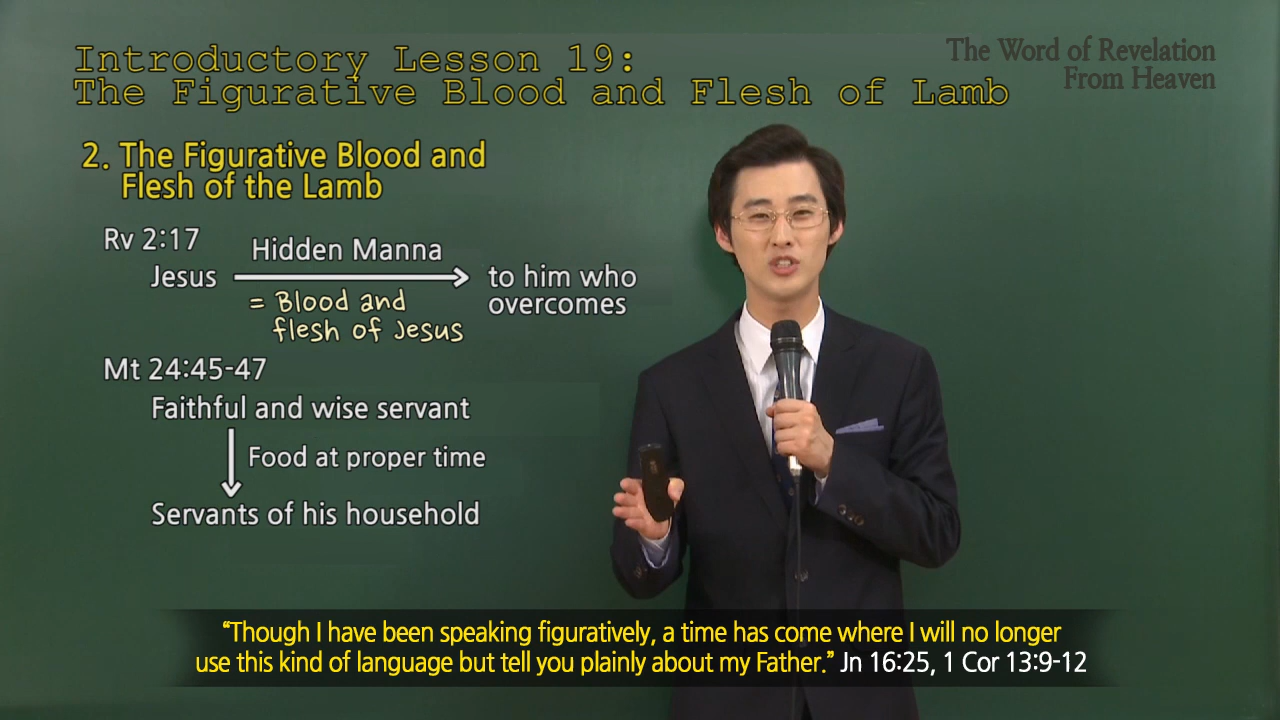 Introductory Lesson 19:
The Figurative Blood and Flesh of Lamb
The Word of Revelation
From Heaven
2. The Figurative Blood and
Flesh of the Lamb
Rv 2:17
Hidden Manna
Jesus
to him who
overcomes
= Blood and
flesh of Jesus
Mt 24:45-47
Faithful and wise servant
Food at proper time
Servants of his household
“Though I have been speaking figuratively, a time has come where I will no longer
use this kind of language but tell you plainly about my Father.” Jn 16:25, 1 Cor 13:9-12